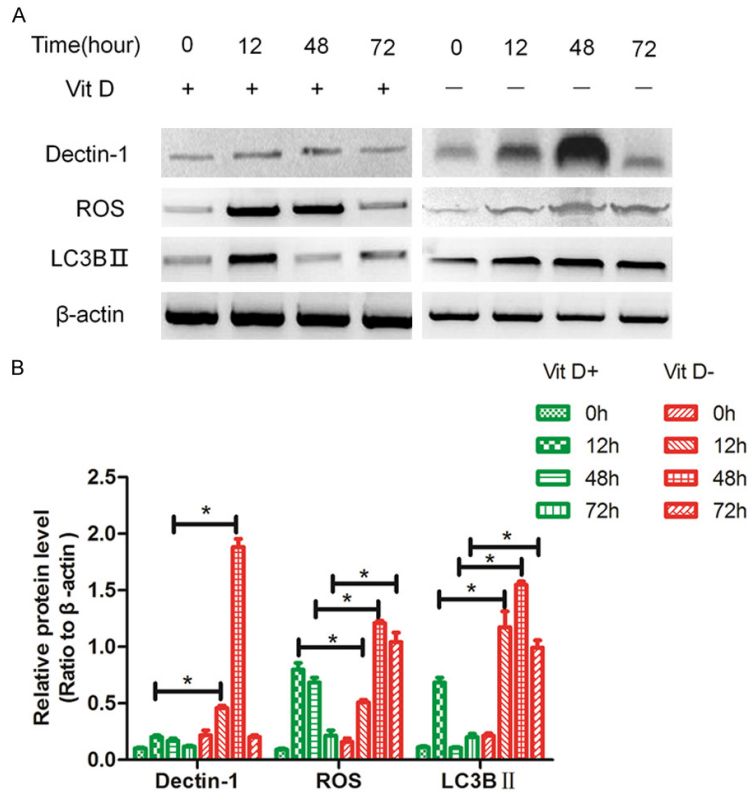 A
Time(hour) 0 12 48 72 0 12 48 72
Vit D + + + + — — — —
Dectin-1
ROS
LC3BⅡ
β-actin
B
Vit D+ Vit D-
0h 0h
12h 12h
48h 48h
72h 72h
Relative protein level
(Ratio to β -actin )
2.5
2.0
1.5
1.0
0.5
0.0
* * * * * * * *
Dectin-1 ROS LC3B Ⅱ